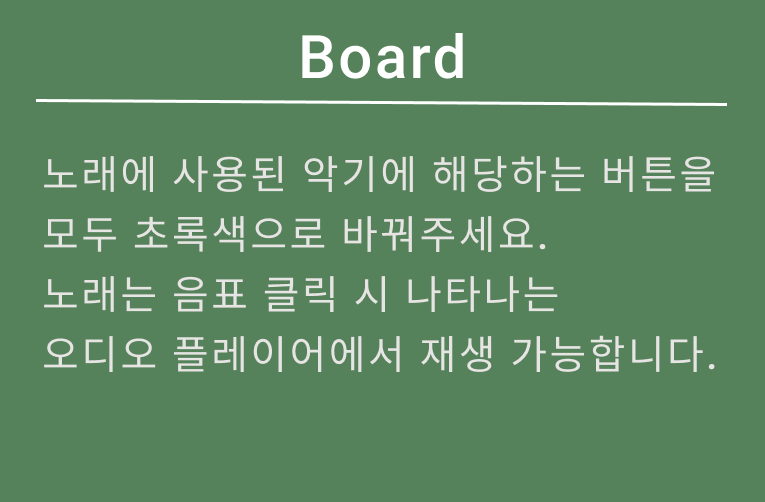 Board
노래에 사용된 악기에 해당하는 버튼을
모두 초록색으로 바꿔주세요.
노래는 음표 클릭 시 나타나는
오디오 플레이어에서 재생 가능합니다.